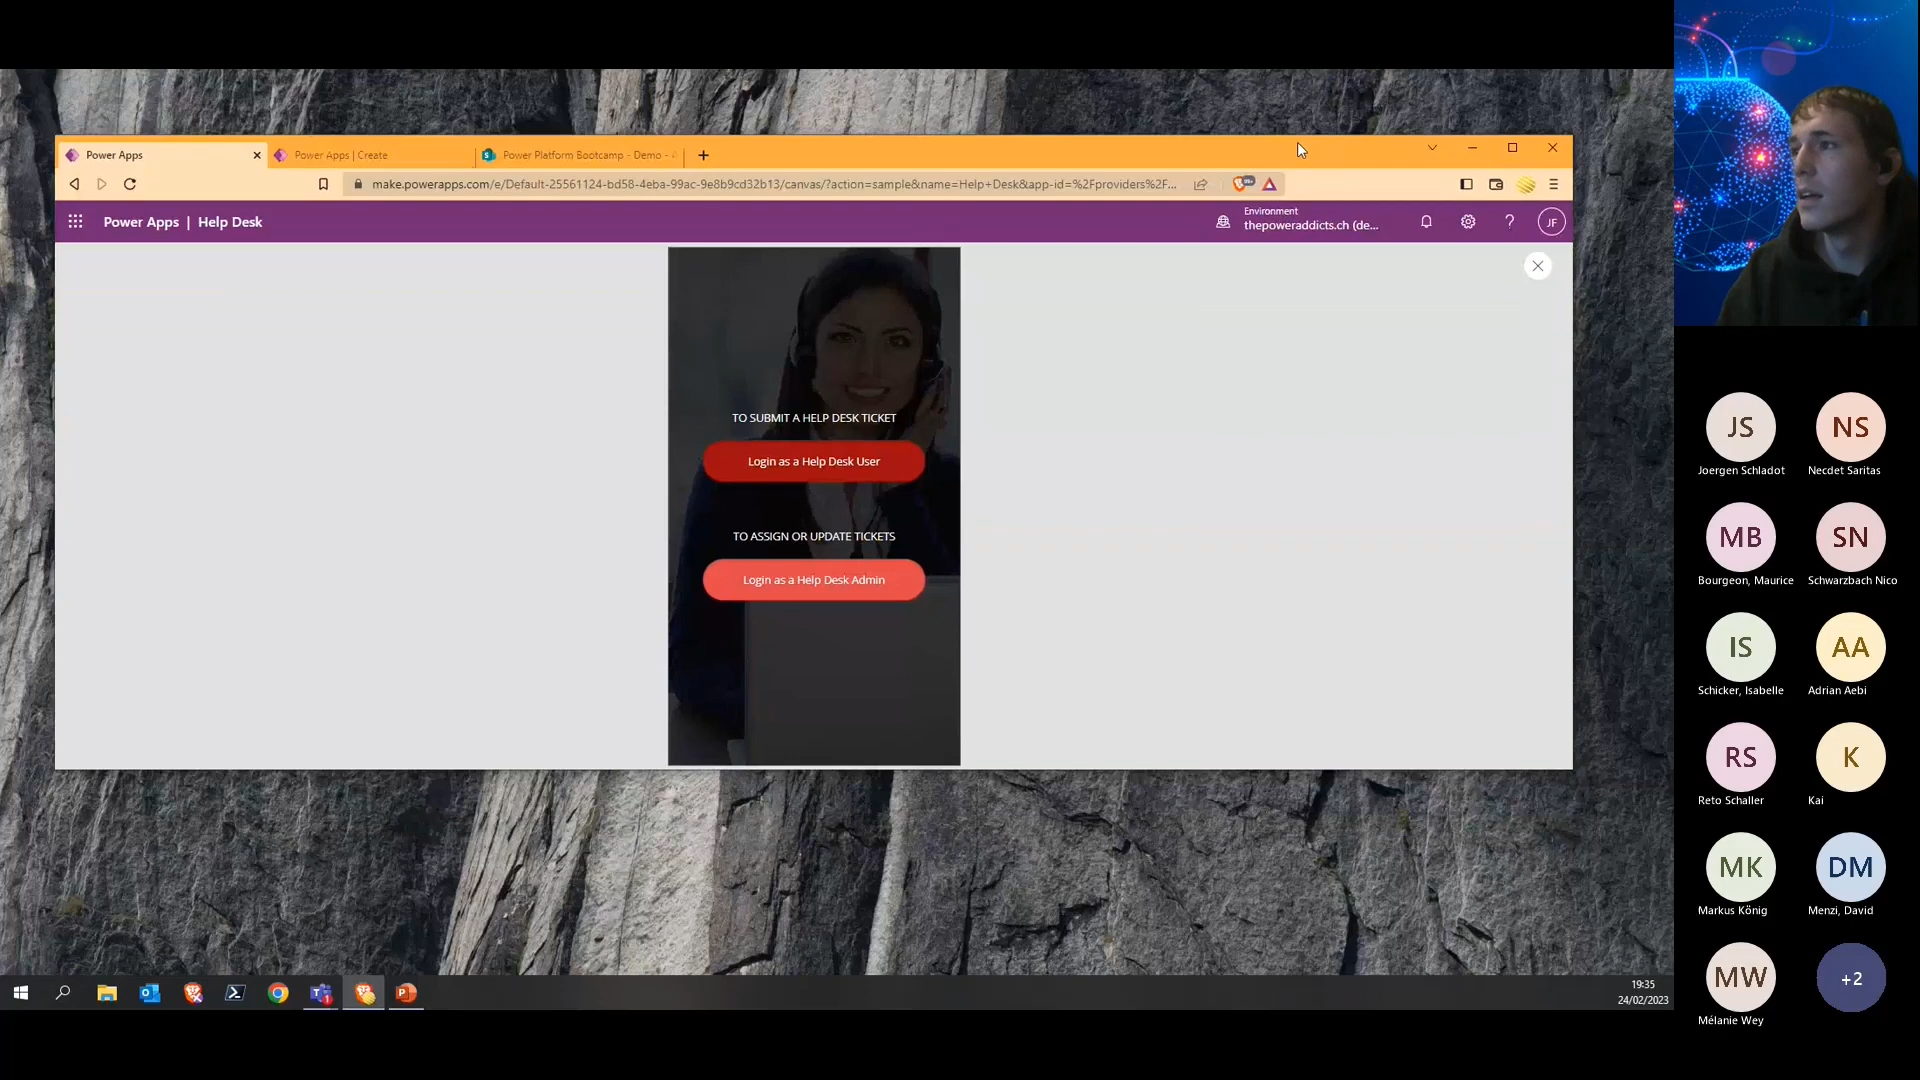 Power Apps
Power Apps | Create
Power Platform Bootcamp - Demo -
make.powerapps.com/e/Default-25561124-bd58-4eba-99ac-9e8b9cd32b13/canvas/?action=sample&name=Help+Desk&app-id=%2Fproviders%2F...
Power Apps | Help Desk
Environment
thepoweraddicts.ch (de...
JF
TO SUBMIT A HELP DESK TICKET
Login as a Help Desk User
TO ASSIGN OR UPDATE TICKETS
Login as a Help Desk Admin
JS
NS
Joergen Schladot
Necdet Saritas
MB
SN
Bourgeon, Maurice
Schwarzbach Nico
IS
AA
Schicker, Isabelle
Adrian Aebi
RS
K
Reto Schaller
Kai
MK
DM
Markus König
Menzi, David
MW
+2
Mélanie Wey
19:35
24/02/2023